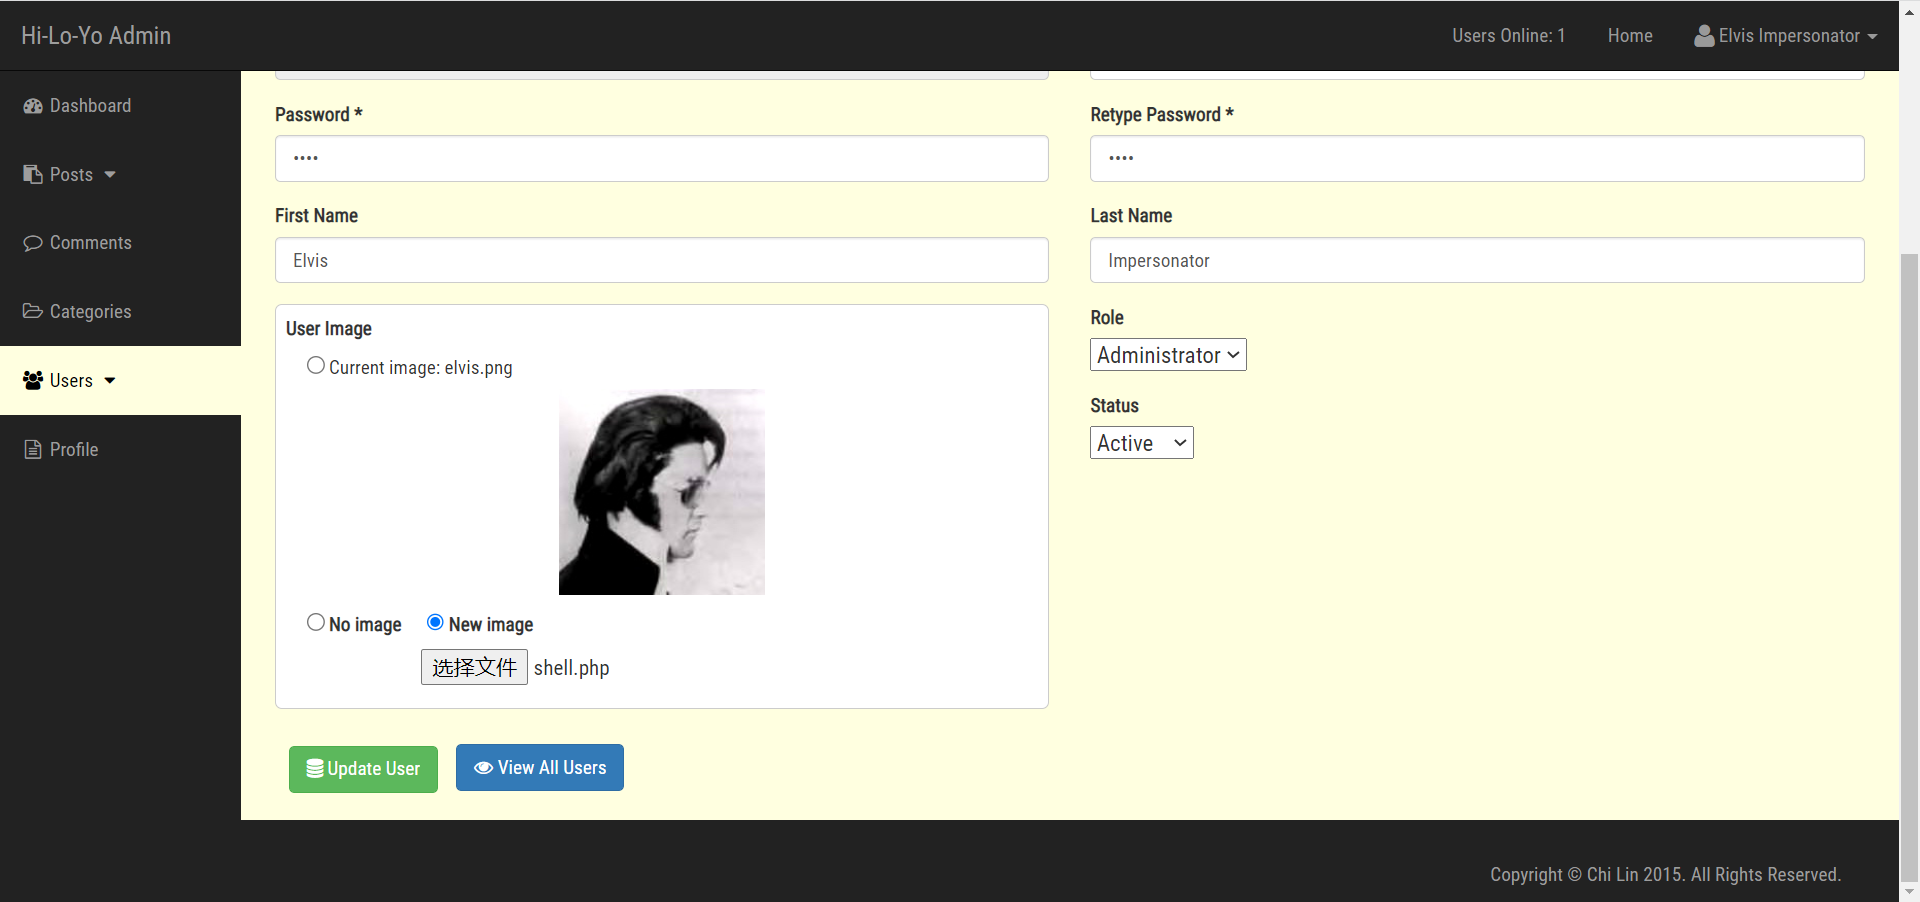 Hi-Lo-Yo Admin
Users Online: 1
Home
Elvis Impersonator
Dashboard
Posts
Comments
Categories
Users
Profile
Password *
Retype Password *
••••
••••
First Name
Last Name
Elvis
Impersonator
User Image
Current image: elvis.png
No image
New image
选择文件 shell.php
Role
Administrator
Status
Active
Update User
View All Users
Copyright © Chi Lin 2015. All Rights Reserved.